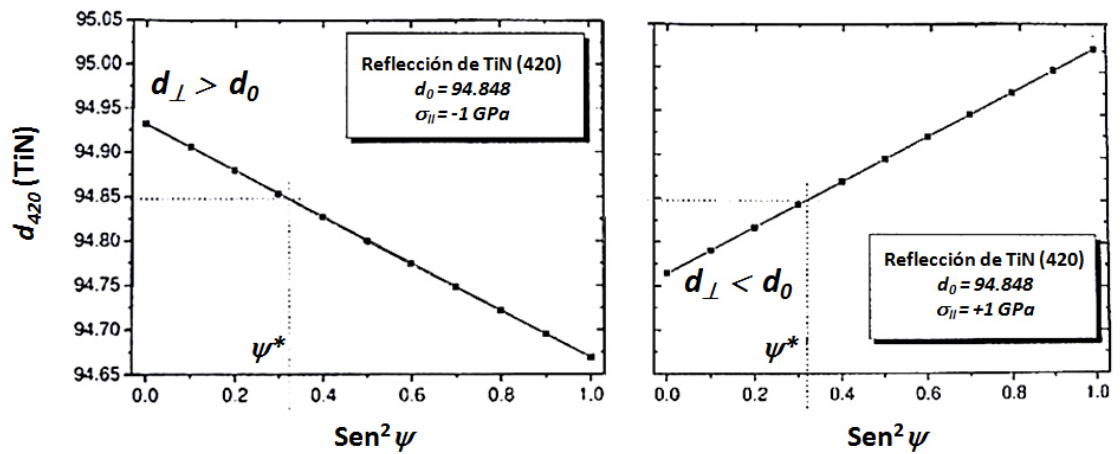 95.05
95.00
94.95
94.90
94.85
94.80
94.75
94.70
94.65
d420 (TiN)
d⊥ > d0
Reflección de TiN (420)
d0 = 94.848
σII = -1 GPa
ψ*
0.0 0.2 0.4 0.6 0.8 1.0
Sen² ψ
d⊥ < d0
Reflección de TiN (420)
d0 = 94.848
σII = +1 GPa
ψ*
0.0 0.2 0.4 0.6 0.8 1.0
Sen² ψ